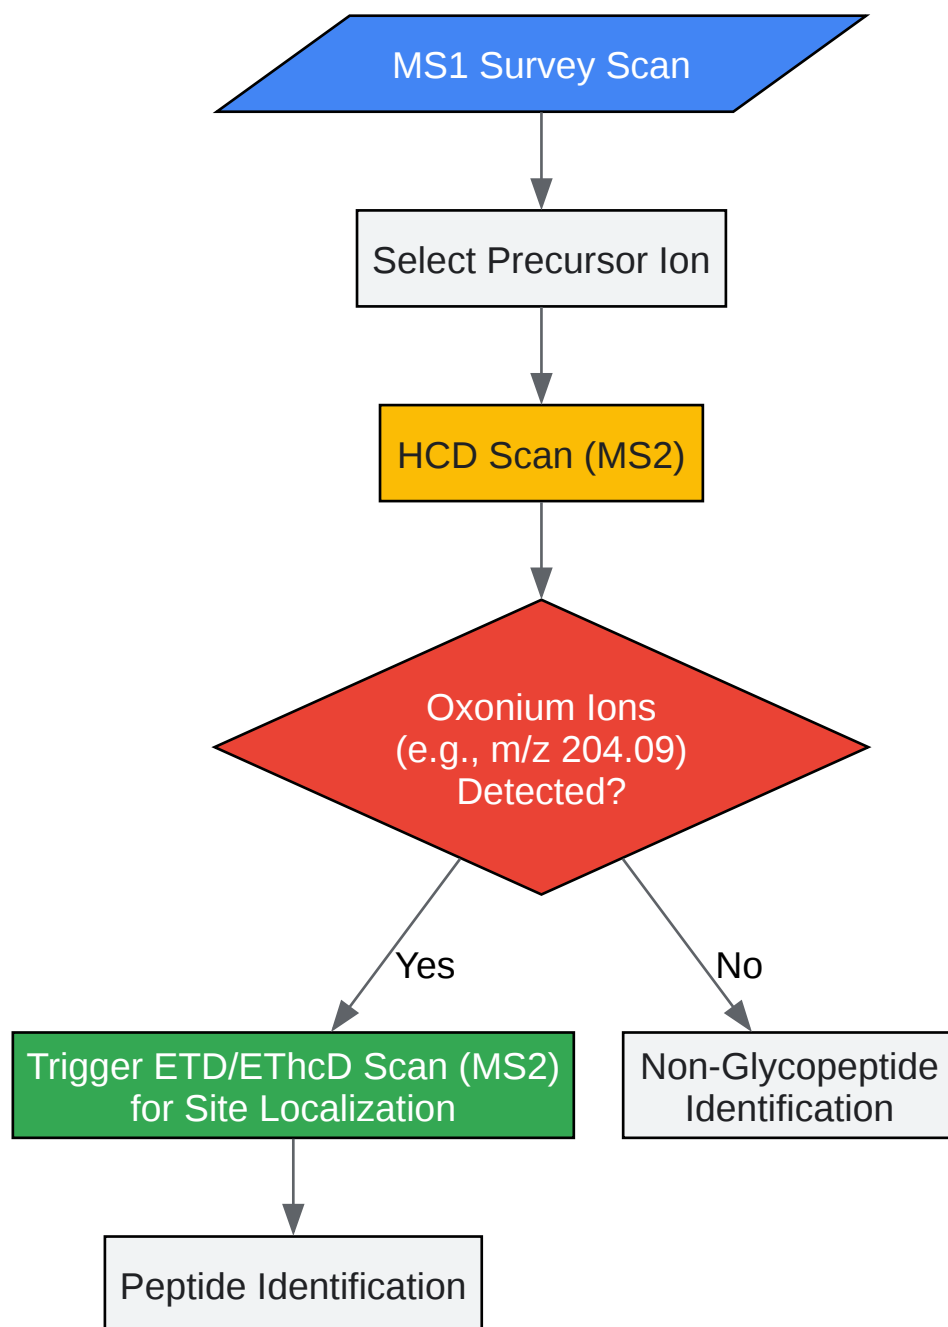 MS1 Survey Scan
Select Precursor Ion
HCD Scan (MS2)
Oxonium Ions
(e.g., m/z 204.09)
Detected?
Yes
No
Trigger ETD/EThcD Scan (MS2)
for Site Localization
Non-Glycopeptide
Identification
Peptide Identification